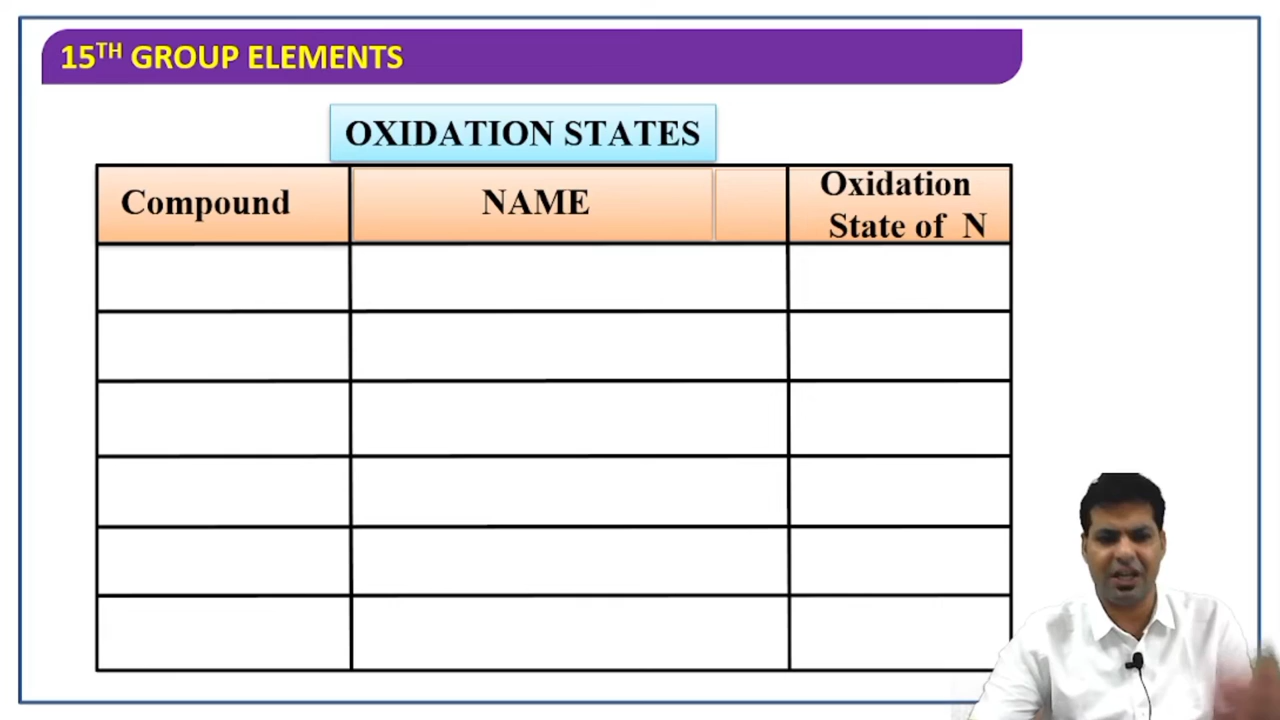 15TH GROUP ELEMENTS
OXIDATION STATES
Compound
NAME
Oxidation
State of N